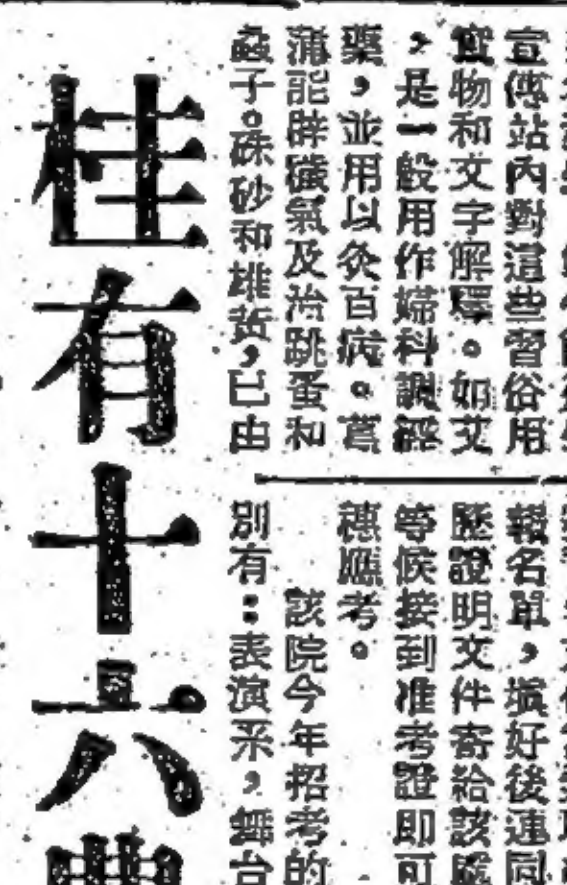 宣傳站內對這些習俗用
實物和文字解釋。如艾
，是一般用作婦科調經
藥，並用以灸百病。菖
蒲能辟穢氣及治跳蚤和
蝨子。硃砂和雄黃，已由
報名單，填好後連同
歷證明文件寄給該處
等候接到准考證即可
穗應考。
該院今年招考的
別有：表演系，舞台
桂有十六